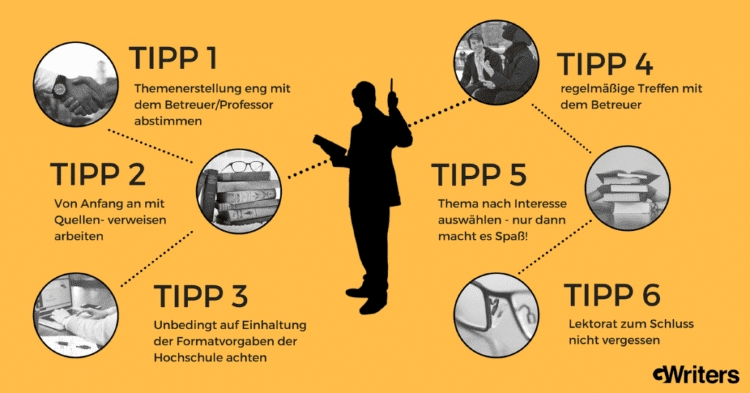 TIPP 1
Themenerstellung eng mit
dem Betreuer/Professor
abstimmen
TIPP 2
Von Anfang an mit
Quellen- verweisen
arbeiten
TIPP 3
Unbedingt auf Einhaltung
der Formatvorgaben der
Hochschule achten
TIPP 4
regelmäßige Treffen mit
dem Betreuer
TIPP 5
Thema nach Interesse
auswählen - nur dann
macht es Spaß!
TIPP 6
Lektorat zum Schluss
nicht vergessen
GWriters